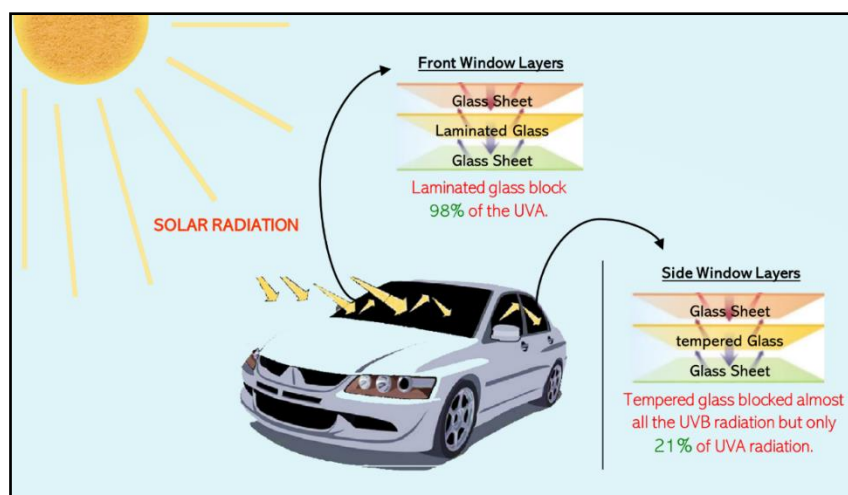 Front Window Layers
Glass Sheet
Laminated Glass
Glass Sheet
Laminated glass block
98% of the UVA.
SOLAR RADIATION
Side Window Layers
Glass Sheet
tempered Glass
Glass Sheet
Tempered glass blocked almost
all the UVB radiation but only
21% of UVA radiation.